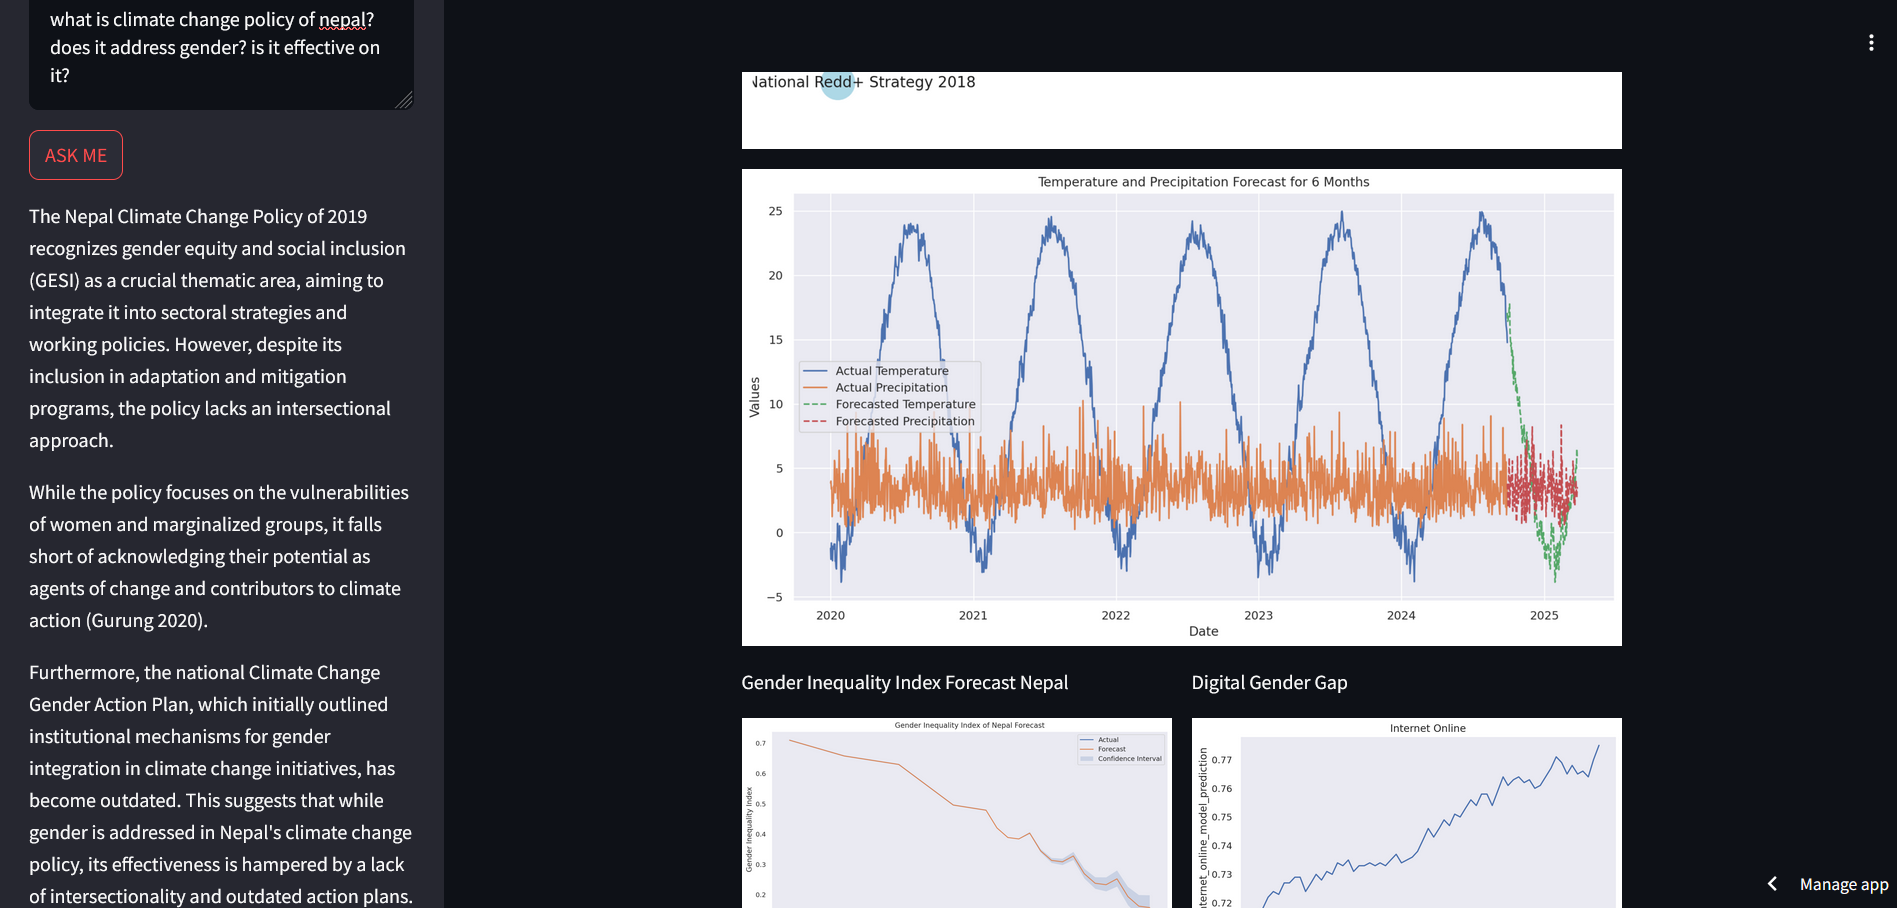 what is climate change policy of nepal?
does it address gender? is it effective on
it?
ASK ME
The Nepal Climate Change Policy of 2019
recognizes gender equity and social inclusion
(GESI) as a crucial thematic area, aiming to
integrate it into sectoral strategies and
working policies. However, despite its
inclusion in adaptation and mitigation
programs, the policy lacks an intersectional
approach.
While the policy focuses on the vulnerabilities
of women and marginalized groups, it falls
short of acknowledging their potential as
agents of change and contributors to climate
action (Gurung 2020).
Furthermore, the national Climate Change
Gender Action Plan, which initially outlined
institutional mechanisms for gender
integration in climate change initiatives, has
become outdated. This suggests that while
gender is addressed in Nepal's climate change
policy, its effectiveness is hampered by a lack
of intersectionality and outdated action plans.
National Redd+ Strategy 2018
Temperature and Precipitation Forecast for 6 Months
25
20
15
10
5
0
−5
Values
Actual Temperature
Actual Precipitation
Forecasted Temperature
Forecasted Precipitation
2020 2021 2022 2023 2024 2025
Date
Gender Inequality Index Forecast Nepal
Gender Inequality Index of Nepal Forecast
Actual
Forecast
Confidence Interval
0.7
0.6
0.5
0.4
0.3
0.2
Gender Inequality Index
Digital Gender Gap
Internet Online
0.77
0.76
0.75
0.74
0.73
0.72
nternet_online_model_prediction
Manage app